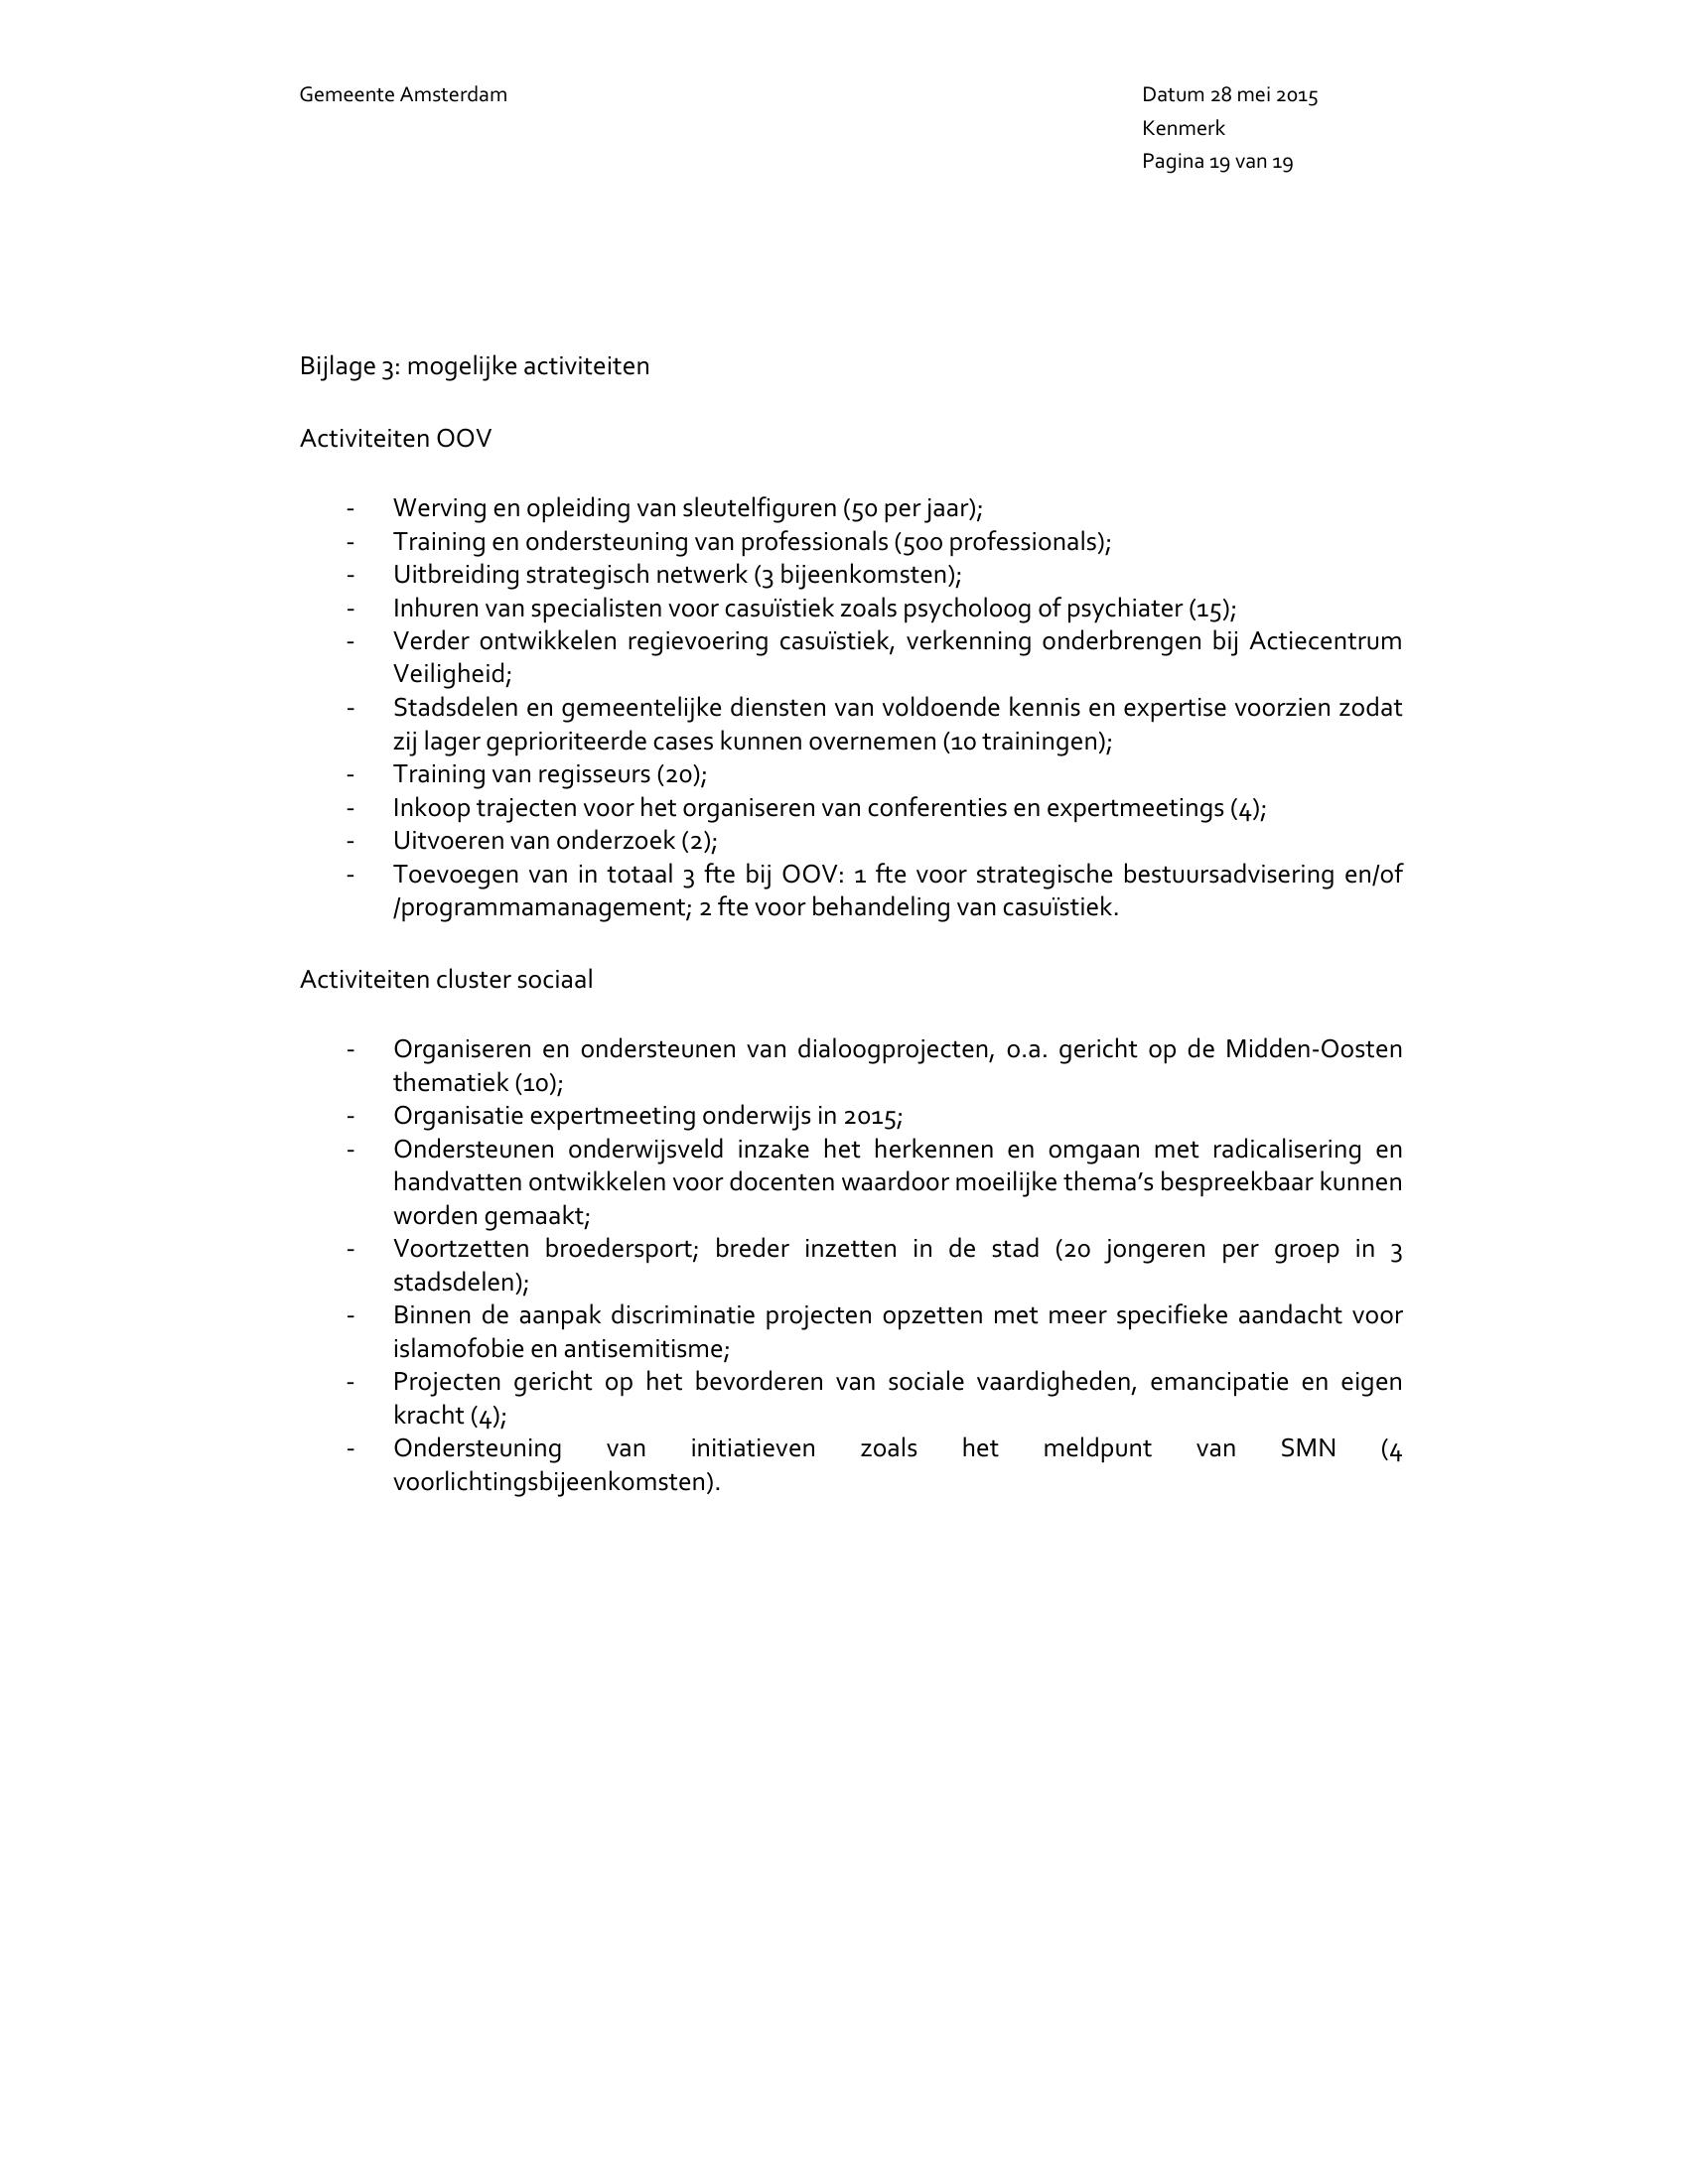 Gemeente Amsterdam
Datum 28 mei 2015
Kenmerk
Pagina 19 van 19
Bijlage 3: mogelijke activiteiten
Activiteiten OOV
- Werving en opleiding van sleutelfiguren (50 per jaar);
- Training en ondersteuning van professionals (500 professionals);
- Uitbreiding strategisch netwerk (3 bijeenkomsten);
- Inhuren van specialisten voor casuïstiek zoals psycholoog of psychiater (15);
- Verder ontwikkelen regievoering casuïstiek, verkenning onderbrengen bij Actiecentrum
Veiligheid;
- Stadsdelen en gemeentelijke diensten van voldoende kennis en expertise voorzien zodat
zij lager geprioriteerde cases kunnen overnemen (10 trainingen);
- Training van regisseurs (20);
- Inkoop trajecten voor het organiseren van conferenties en expertmeetings (4);
- Uitvoeren van onderzoek (2);
- Toevoegen van in totaal 3 fte bij OOV: 1 fte voor strategische bestuursadvisering en/of
/programmamanagement; 2 fte voor behandeling van casuïstiek.
Activiteiten cluster sociaal
- Organiseren en ondersteunen van dialoogprojecten, o.a. gericht op de Midden-Oosten
thematiek (10);
- Organisatie expertmeeting onderwijs in 2015;
- Ondersteunen onderwijsveld inzake het herkennen en omgaan met radicalisering en
handvatten ontwikkelen voor docenten waardoor moeilijke thema’s bespreekbaar kunnen
worden gemaakt;
- Voortzetten broedersport; breder inzetten in de stad (20 jongeren per groep in 3
stadsdelen);
- Binnen de aanpak discriminatie projecten opzetten met meer specifieke aandacht voor
islamofobie en antisemitisme;
- Projecten gericht op het bevorderen van sociale vaardigheden, emancipatie en eigen
kracht (4);
- Ondersteuning van initiatieven zoals het meldpunt van SMN (4
voorlichtingsbijeenkomsten).